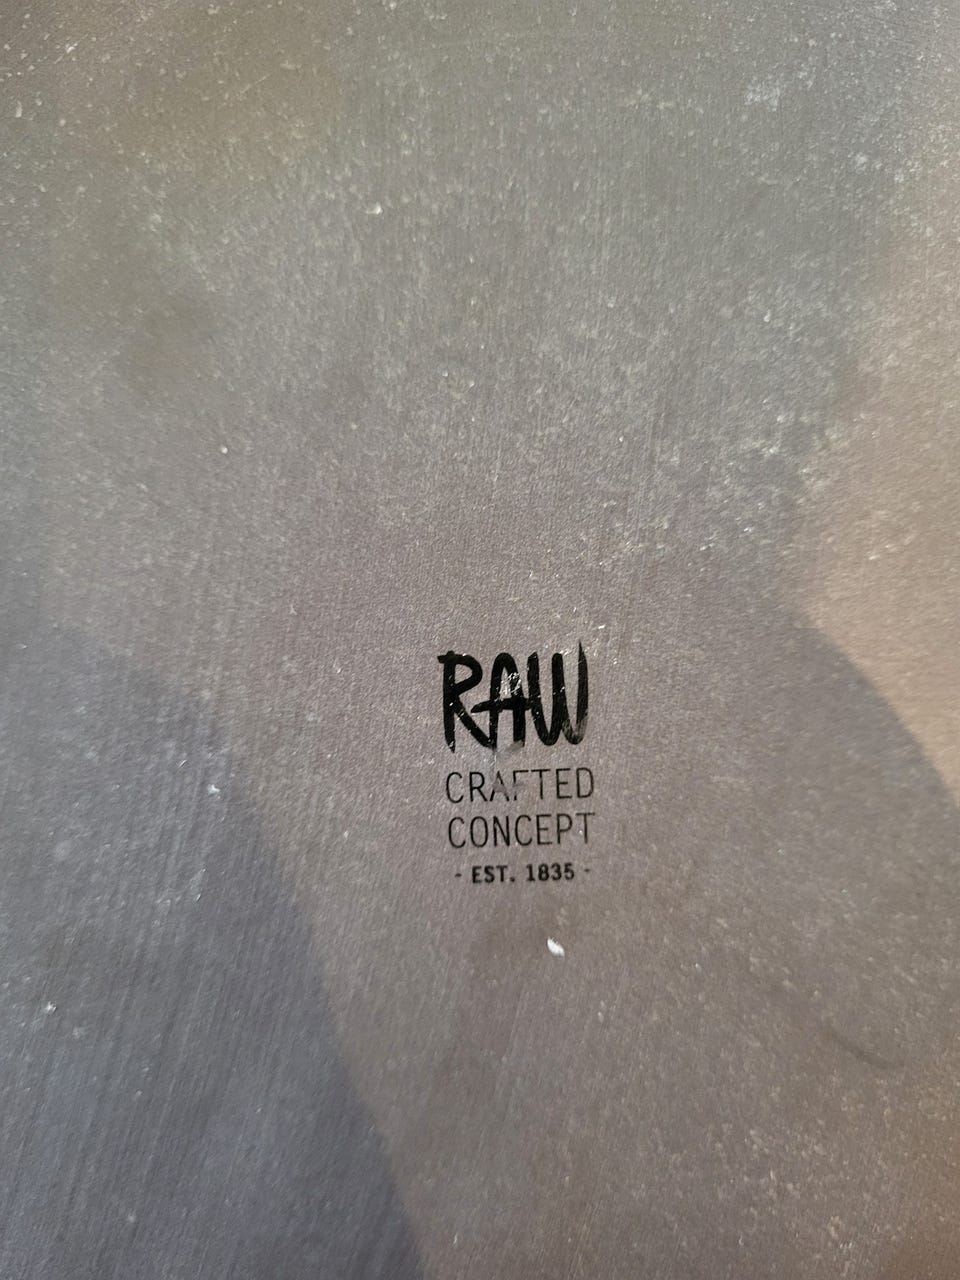 RAW
CRAFTED
CONCEPT
- EST. 1835 -